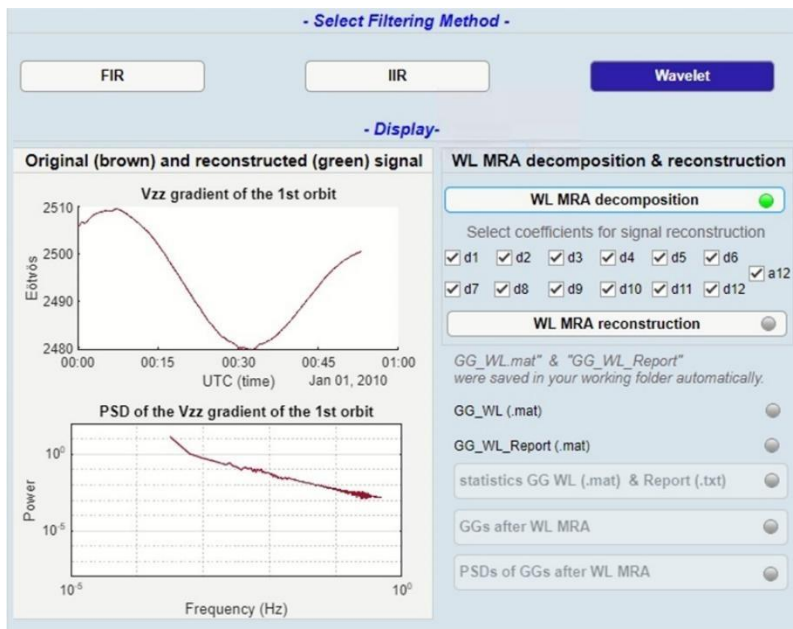 - Select Filtering Method -
FIR
IIR
Wavelet
- Display-
Original (brown) and reconstructed (green) signal
Vzz gradient of the 1st orbit
2510
2500
2490
2480
Eötvös
00:00
00:15
00:30
00:45
01:00
UTC (time)
Jan 01, 2010
PSD of the Vzz gradient of the 1st orbit
10^0
10^-5
Power
10^-5
10^0
Frequency (Hz)
WL MRA decomposition & reconstruction
WL MRA decomposition
Select coefficients for signal reconstruction
d1 d2 d3 d4 d5 d6
a12
d7 d8 d9 d10 d11 d12
WL MRA reconstruction
GG_WL.mat" & "GG_WL_Report"
were saved in your working folder automatically.
GG_WL (.mat)
GG_WL_Report (.mat)
statistics GG WL (.mat) & Report (.txt)
GGs after WL MRA
PSDs of GGs after WL MRA